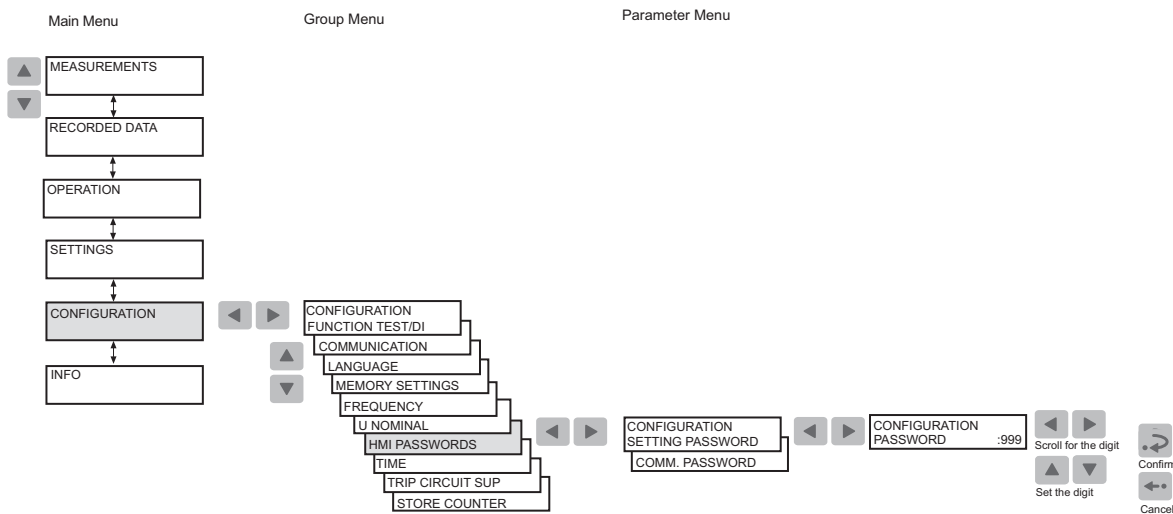 Main Menu
Group Menu
Parameter Menu
MEASUREMENTS
RECORDED DATA
OPERATION
SETTINGS
CONFIGURATION
INFO
CONFIGURATION
FUNCTION TEST/DI
COMMUNICATION
LANGUAGE
MEMORY SETTINGS
FREQUENCY
U NOMINAL
HMI PASSWORDS
TIME
TRIP CIRCUIT SUP
STORE COUNTER
CONFIGURATION
SETTING PASSWORD
COMM. PASSWORD
CONFIGURATION
PASSWORD :999
Scroll for the digit
Set the digit
Confirm
Cancel